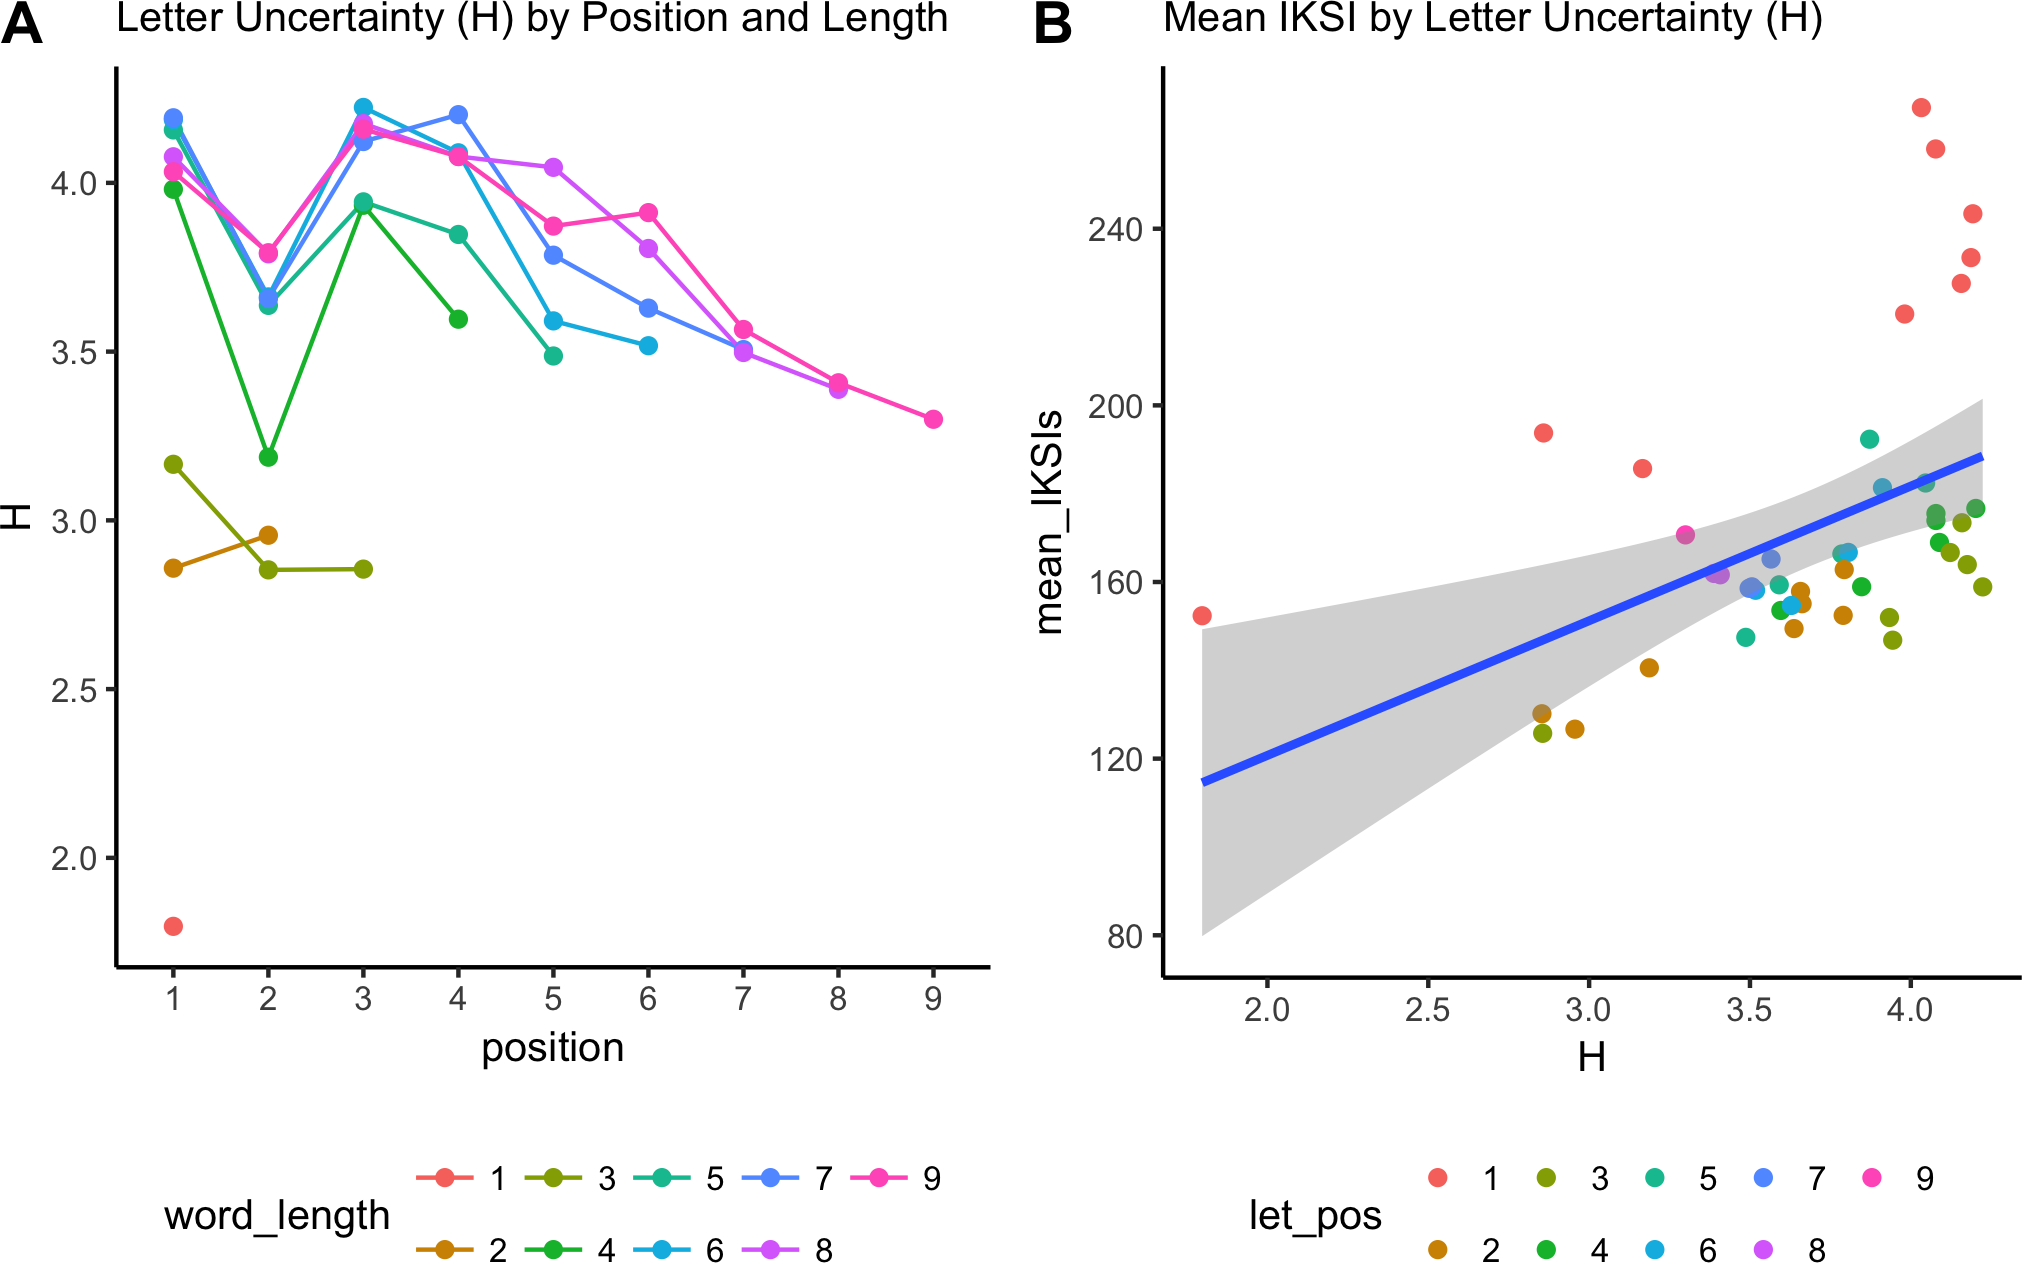 A
Letter Uncertainty (H) by Position and Length
H
4.0
3.5
3.0
2.5
2.0
1 2 3 4 5 6 7 8 9
position
word_length
1 3 5 7 9
2 4 6 8
B
Mean IKSI by Letter Uncertainty (H)
mean_IKSIs
240
200
160
120
80
2.0 2.5 3.0 3.5 4.0
H
let_pos
1 3 5 7 9
2 4 6 8